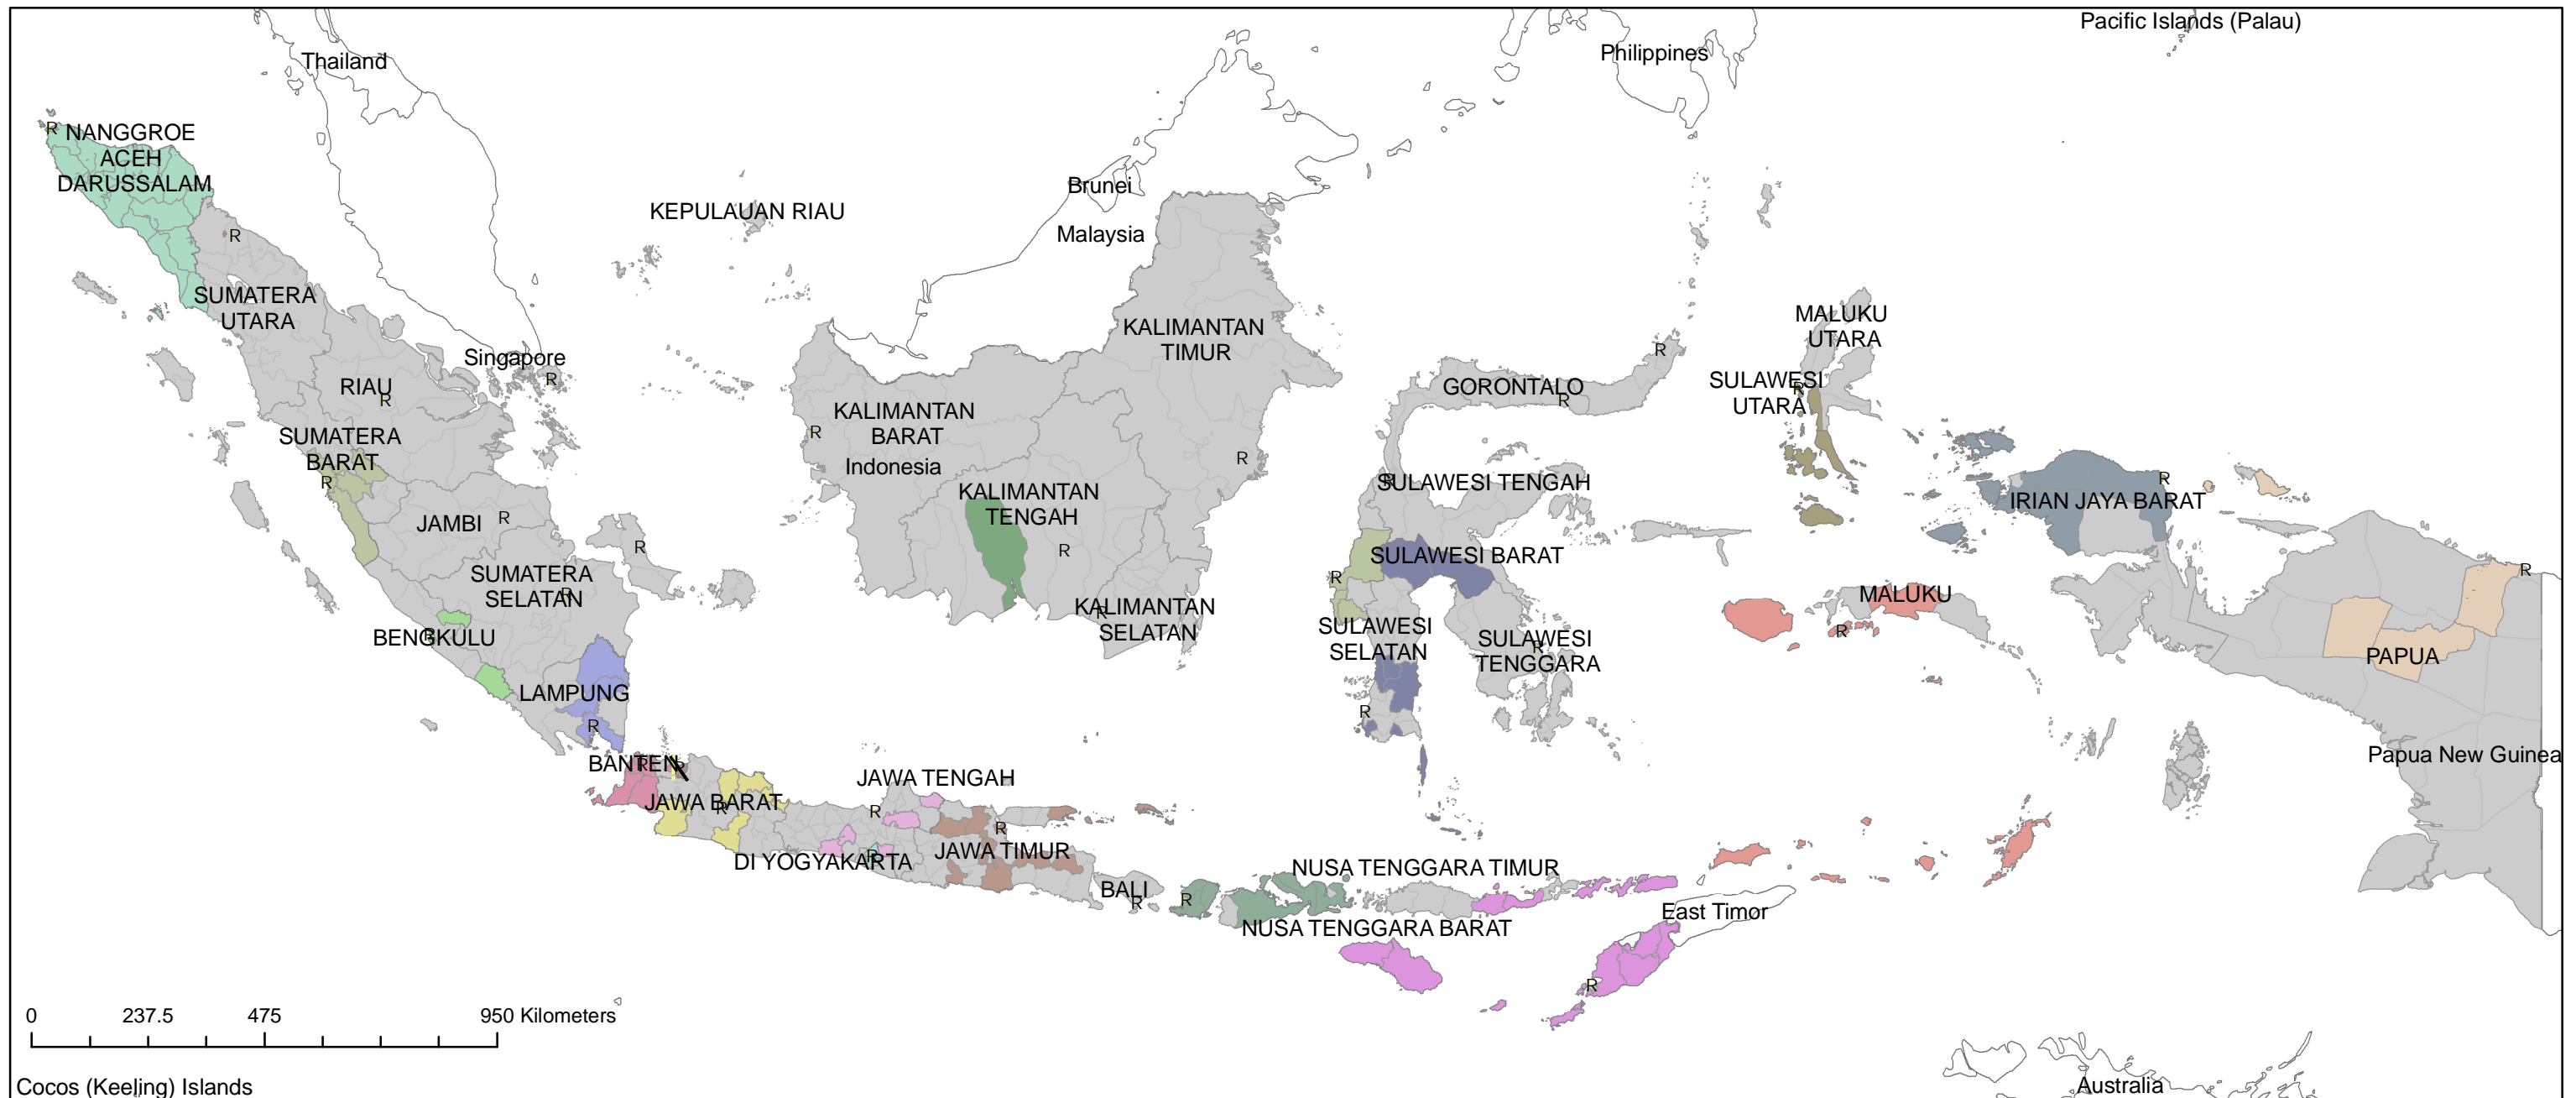 Pacific Islands (Palau)
Thailand
Philippines
R NANGGROE
ACEH
DARUSSALAM
Brunei
KEPULAUAN RIAU
Malaysia
R
SUMATERA
UTARA
KALIMANTAN
TIMUR
MALUKU
UTARA
Singapore
R
R
RIAU
R
GORONTALO
R
SULAWESI
UTARA
R
KALIMANTAN
BARAT
R
SUMATERA
BARAT
R
Indonesia
R
SULAWESI TENGAH
R
R
IRIAN JAYA BARAT
KALIMANTAN
TENGAH
R
JAMBI
R
R
SULAWESI BARAT
R
R
SUMATERA
SELATAN
R
MALUKU
R
KALIMANTAN
SELATAN
R
BENGKULU
R
SULAWESI
SELATAN
R
SULAWESI
TENGGARA
R
PAPUA
LAMPUNG
R
BANTEN
R
R
Papua New Guinea
JAWA TENGAH
R
JAWA BARAT
R
R
DI YOGYAKARTA
R
JAWA TIMUR
NUSA TENGGARA TIMUR
BALI
R
R
East Timor
NUSA TENGGARA BARAT
R
0 237.5 475 950 Kilometers
Cocos (Keeling) Islands
Australia